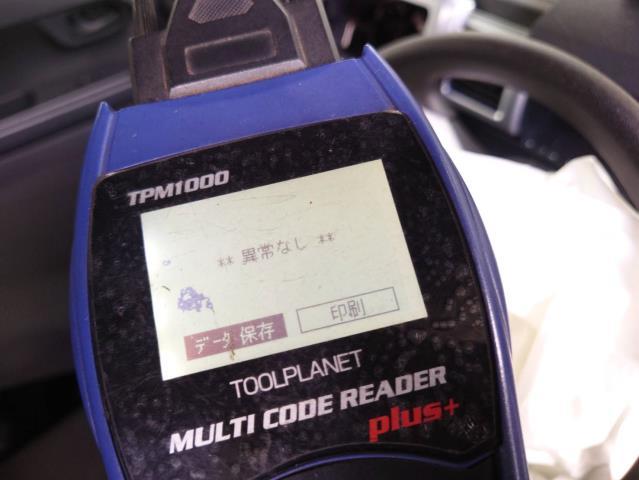 TPM1000
** 異常なし **
データ保存
印刷
TOOLPLANET
MULTI CODE READER
plus+